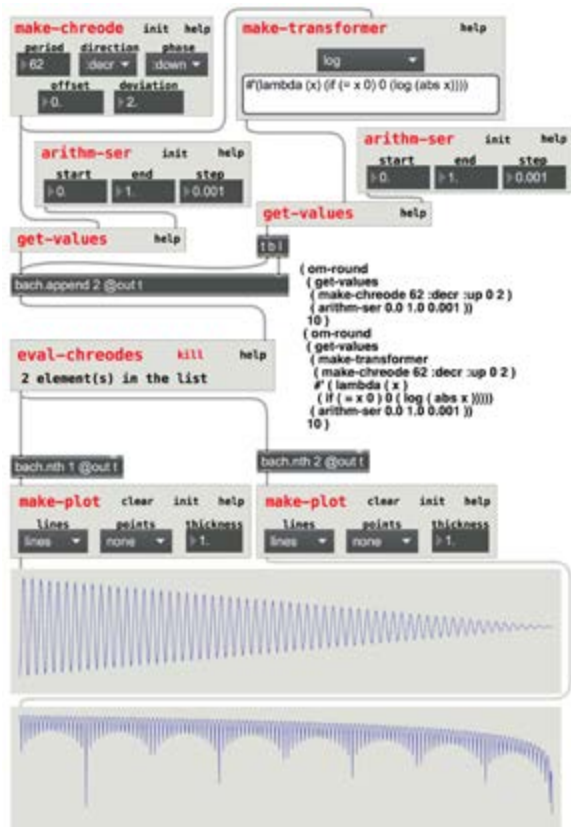 make-chreode init help
period direction phase
62 :decr :down
offset deviation
0. 2.
make-transformer help
log
#'(lambda (x) (if (= x 0) 0 (log (abs x))))
arithm-ser init help
start end step
0. 1. 0.001
arithm-ser init help
start end step
0. 1. 0.001
get-values help
get-values help
t b l
bach.append 2 @out t
( om-round
( get-values
( make-chreode 62 :decr :up 0 2 )
( arithm-ser 0.0 1.0 0.001 ))
10 )
( om-round
( get-values
( make-transformer
( make-chreode 62 :decr :up 0 2 )
#' ( lambda ( x )
( if ( = x 0 ) 0 ( log ( abs x )))))
( arithm-ser 0.0 1.0 0.001 ))
10 )
eval-chreodes kill help
2 element(s) in the list
bach.nth 1 @out t
bach.nth 2 @out t
make-plot clear init help
lines points thickness
lines none 1.
make-plot clear init help
lines points thickness
lines none 1.